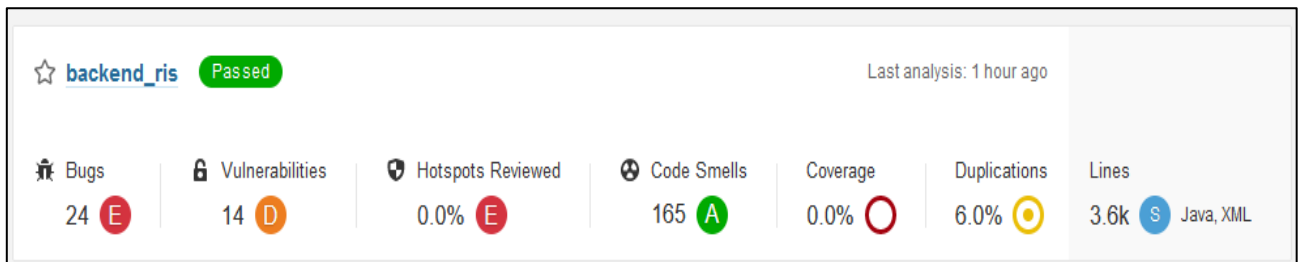 backend_ris Passed Last analysis: 1 hour ago
Bugs Vulnerabilities Hotspots Reviewed Code Smells Coverage Duplications Lines
24 E 14 D 0.0% E 165 A 0.0% 6.0% 3.6k S Java, XML